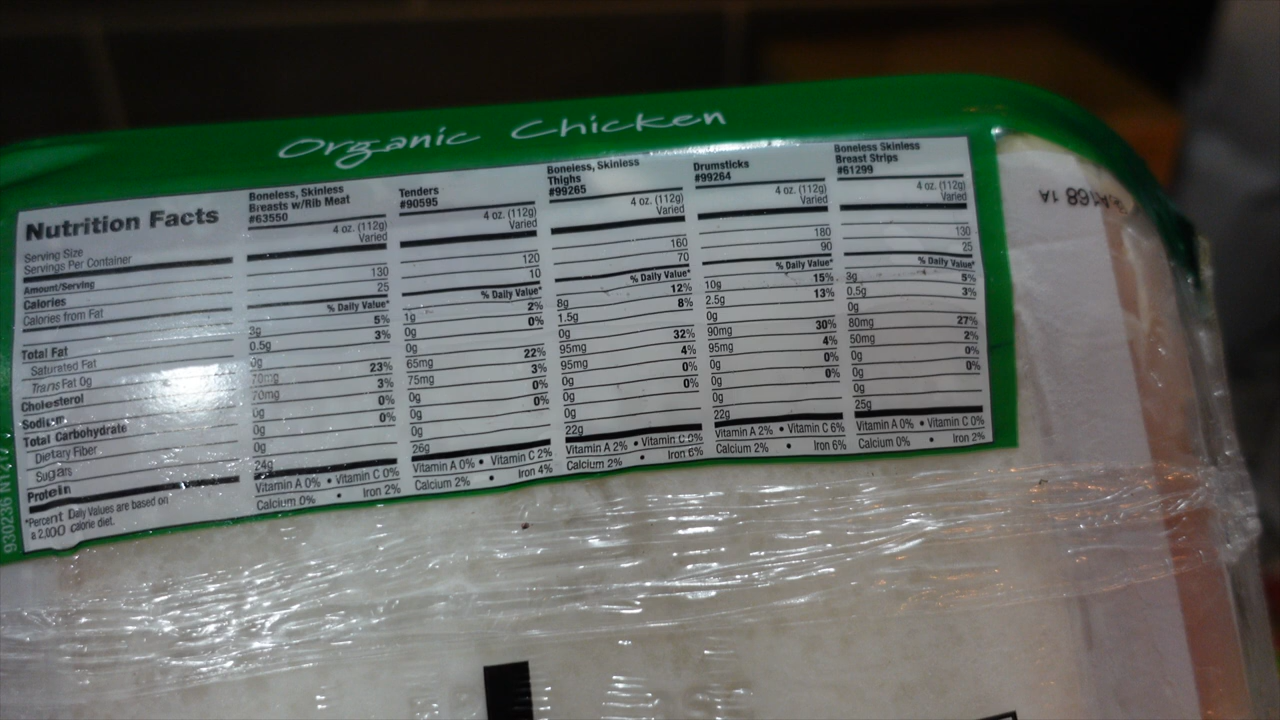 Organic Chicken
Nutrition Facts
Serving Size
Servings Per Container
Amount/Serving
Calories
Calories from Fat
Total Fat
Saturated Fat
Trans Fat 0g
Cholesterol
Sodium
Total Carbohydrate
Dietary Fiber
Sugars
Protein
*Percent Daily Values are based on
a 2,000 calorie diet.
Boneless, Skinless
Breasts w/Rib Meat
#63550
4 oz. (112g)
Varied
130
25
% Daily Value*
3g 5%
0.5g 3%
0g
70mg 23%
70mg 3%
0g 0%
0g 0%
0g
24g
Vitamin A 0% • Vitamin C 0%
Calcium 0% • Iron 2%
Tenders
#90595
4 oz. (112g)
Varied
120
10
% Daily Value*
1g 2%
0g 0%
0g
65mg 22%
75mg 3%
0g 0%
0g 0%
0g
26g
Vitamin A 0% • Vitamin C 2%
Calcium 2% • Iron 4%
Boneless, Skinless
Thighs
#99265
4 oz. (112g)
Varied
160
70
% Daily Value*
8g 12%
1.5g 8%
0g
95mg 32%
95mg 4%
0g 0%
0g 0%
0g
22g
Vitamin A 2% • Vitamin C 0%
Calcium 2% • Iron 6%
Drumsticks
#99264
4 oz. (112g)
Varied
180
90
% Daily Value*
10g 15%
2.5g 13%
0g
90mg 30%
95mg 4%
0g 0%
0g 0%
0g
22g
Vitamin A 2% • Vitamin C 6%
Calcium 2% • Iron 6%
Boneless Skinless
Breast Strips
#61299
4 oz. (112g)
Varied
130
25
% Daily Value*
3g 5%
0.5g 3%
0g
80mg 27%
50mg 2%
0g 0%
0g 0%
0g
25g
Vitamin A 0% • Vitamin C 0%
Calcium 0% • Iron 2%